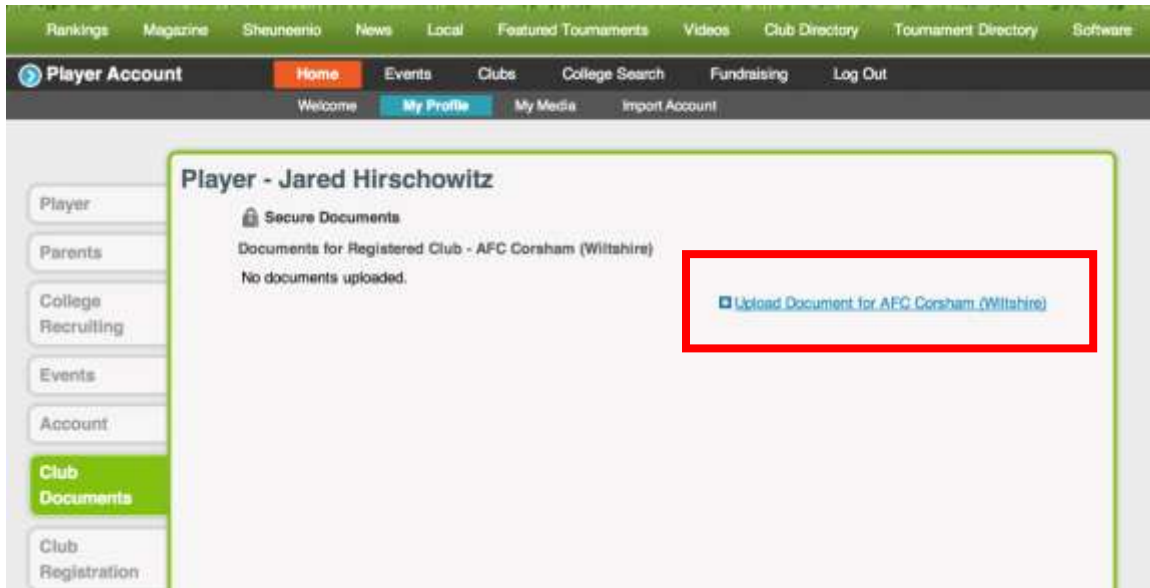 Rankings Magazine Sheuneenio News Local Featured Tournaments Videos Club Directory Tournament Directory Software
Player Account Home Events Clubs College Search Fundraising Log Out
Welcome My Profile My Media Import Account
Player - Jared Hirschowitz
Secure Documents
Documents for Registered Club - AFC Corsham (Wiltshire)
No documents uploaded.
Upload Document for AFC Corsham (Wiltshire)
Player
Parents
College
Recruiting
Events
Account
Club
Documents
Club
Registration